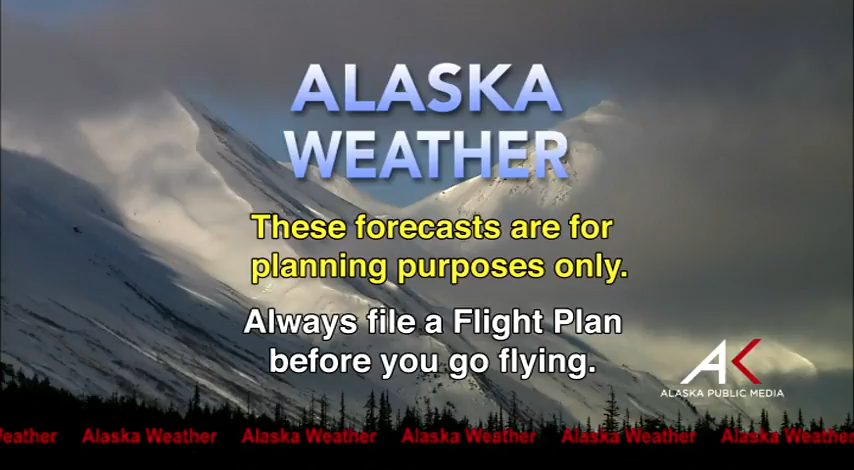 ALASKA
WEATHER
These forecasts are for
planning purposes only.
Always file a Flight Plan
before you go flying.
AK
ALASKA PUBLIC MEDIA
Weather Alaska Weather Alaska Weather Alaska Weather Alaska Weather Alaska Weather